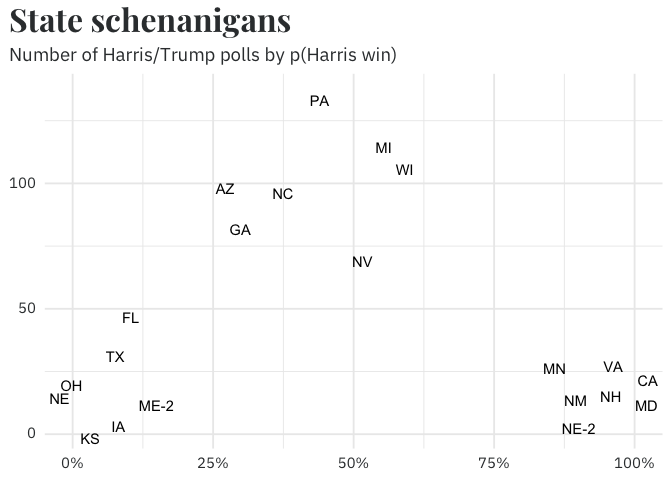 State schenanigans
Number of Harris/Trump polls by p(Harris win)
PA
MI
WI
100
AZ
NC
GA
NV
50
FL
TX
MN
VA
OH
CA
NE
ME-2
NM
NH
MD
IA
NE-2
0
KS
0%
25%
50%
75%
100%